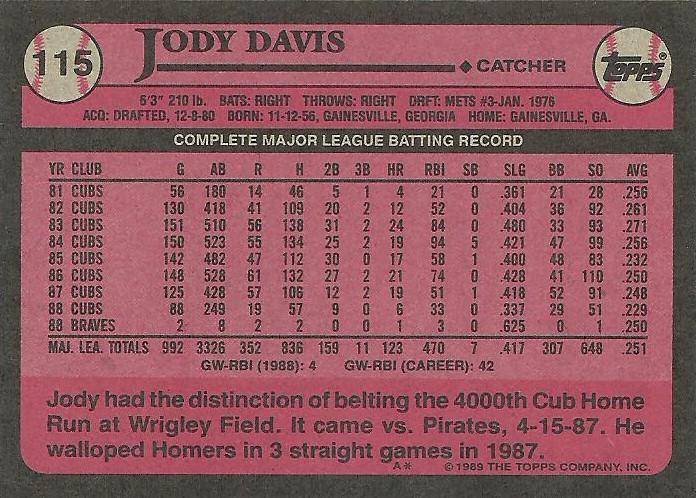 115
JODY DAVIS
◆ CATCHER
TOPPS®
6'3" 210 lb. BATS: RIGHT THROWS: RIGHT DRFT: METS #3-JAN. 1976
ACQ: DRAFTED, 12-8-80 BORN: 11-12-56, GAINESVILLE, GEORGIA HOME: GAINESVILLE, GA.
COMPLETE MAJOR LEAGUE BATTING RECORD
YR CLUB G AB R H 2B 3B HR RBI SB SLG BB SO AVG
81 CUBS 56 180 14 46 5 1 4 21 0 .361 21 28 .256
82 CUBS 130 418 41 109 20 2 12 52 0 .404 36 92 .261
83 CUBS 151 510 56 138 31 2 24 84 0 .480 33 93 .271
84 CUBS 150 523 55 134 25 2 19 94 5 .421 47 99 .256
85 CUBS 142 482 47 112 30 0 17 58 1 .400 48 83 .232
86 CUBS 148 528 61 132 27 2 21 74 0 .428 41 110 .250
87 CUBS 125 428 57 106 12 2 19 51 1 .418 52 91 .248
88 CUBS 88 249 19 57 9 0 6 33 0 .337 29 51 .229
88 BRAVES 2 8 2 2 0 0 1 3 0 .625 0 1 .250
MAJ. LEA. TOTALS 992 3326 352 836 159 11 123 470 7 .417 307 648 .251
GW-RBI (1988): 4 GW-RBI (CAREER): 42
Jody had the distinction of belting the 4000th Cub Home
Run at Wrigley Field. It came vs. Pirates, 4-15-87. He
walloped Homers in 3 straight games in 1987.
A* © 1989 THE TOPPS COMPANY, INC.